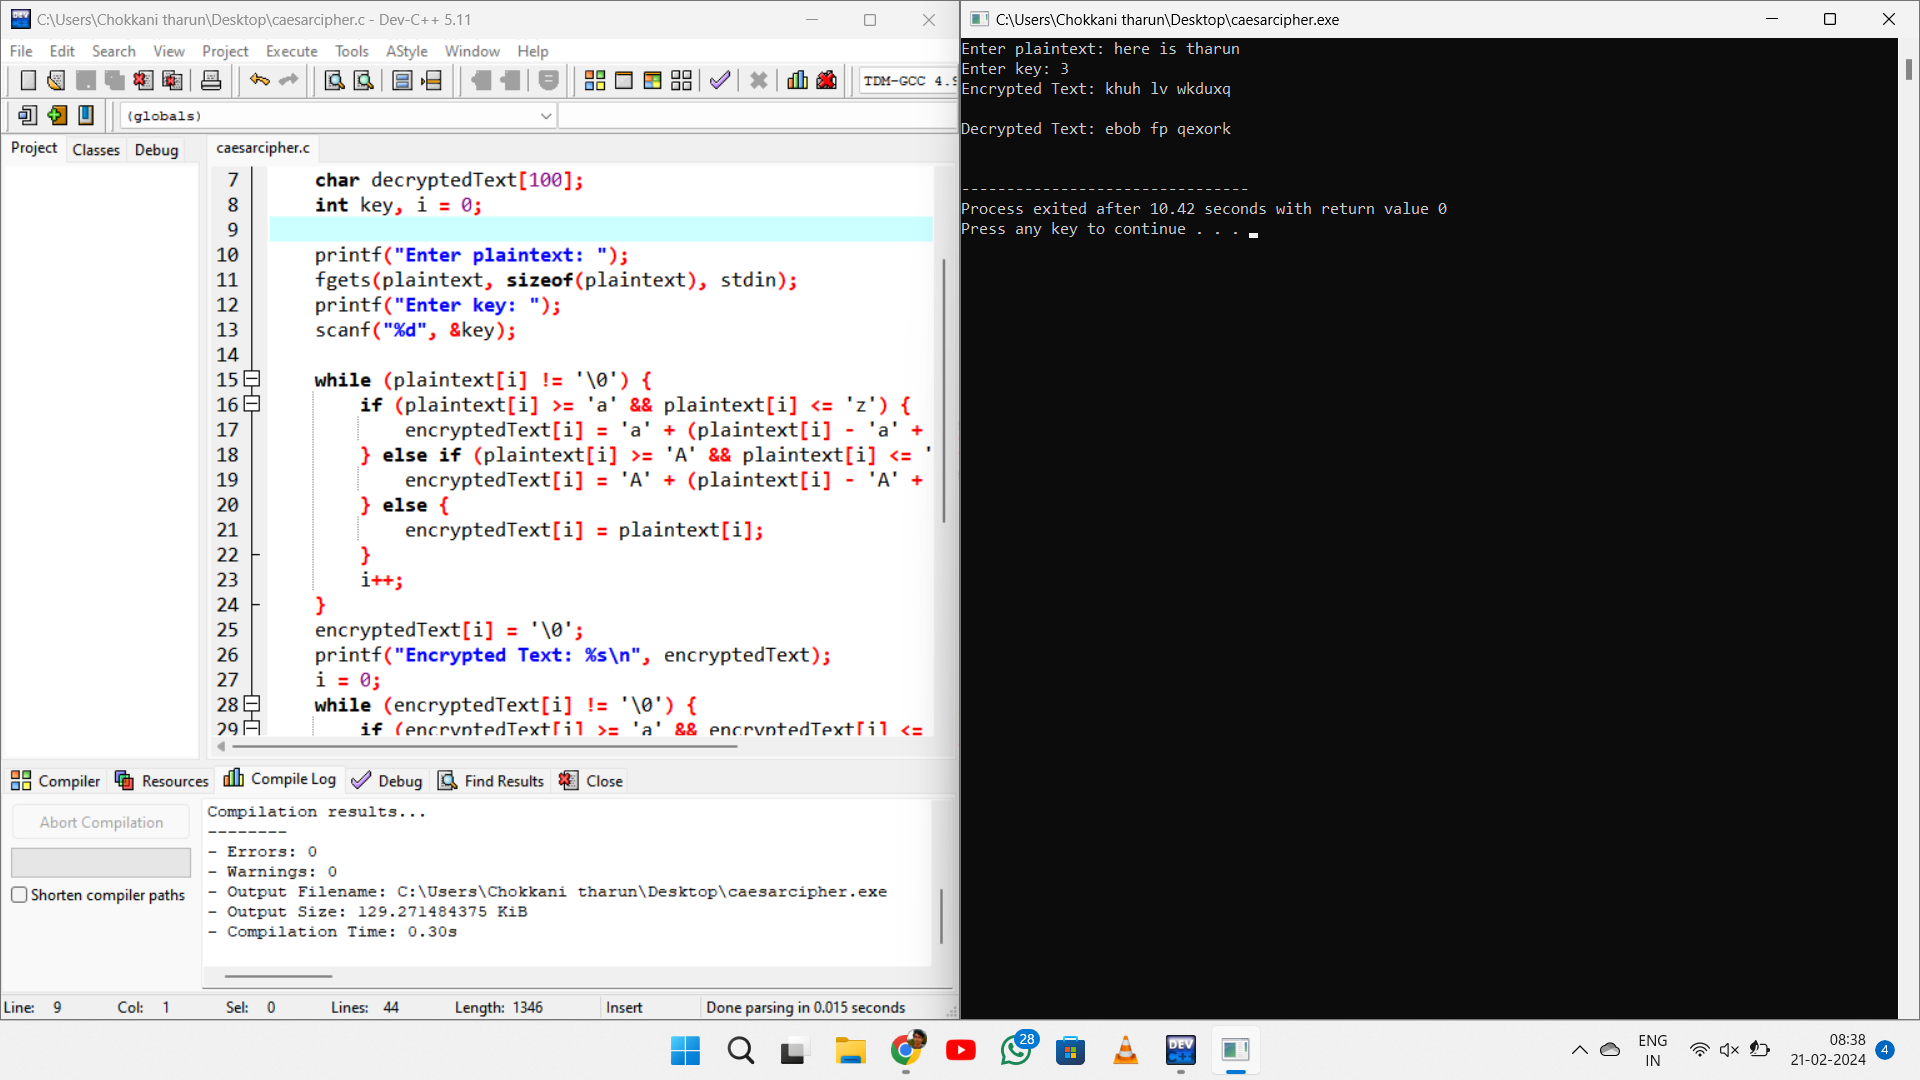 C:\Users\Chokkani tharun\Desktop\caesarcipher.c - Dev-C++ 5.11
File Edit Search View Project Execute Tools AStyle Window Help
TDM-GCC 4.9
(globals)
Project Classes Debug
caesarcipher.c
7 char decryptedText[100];
8 int key, i = 0;
9
10 printf("Enter plaintext: ");
11 fgets(plaintext, sizeof(plaintext), stdin);
12 printf("Enter key: ");
13 scanf("%d", &key);
14
15 while (plaintext[i] != '\0') {
16 if (plaintext[i] >= 'a' && plaintext[i] <= 'z') {
17 encryptedText[i] = 'a' + (plaintext[i] - 'a' +
18 } else if (plaintext[i] >= 'A' && plaintext[i] <= '
19 encryptedText[i] = 'A' + (plaintext[i] - 'A' +
20 } else {
21 encryptedText[i] = plaintext[i];
22 }
23 i++;
24 }
25 encryptedText[i] = '\0';
26 printf("Encrypted Text: %s\n", encryptedText);
27 i = 0;
28 while (encryptedText[i] != '\0') {
29 if (encryptedText[i] >= 'a' && encryptedText[i] <=
Compiler Resources Compile Log Debug Find Results Close
Abort Compilation
Shorten compiler paths
Compilation results...
--------
- Errors: 0
- Warnings: 0
- Output Filename: C:\Users\Chokkani tharun\Desktop\caesarcipher.exe
- Output Size: 129.271484375 KiB
- Compilation Time: 0.30s
Line: 9 Col: 1 Sel: 0 Lines: 44 Length: 1346 Insert Done parsing in 0.015 seconds
C:\Users\Chokkani tharun\Desktop\caesarcipher.exe
Enter plaintext: here is tharun
Enter key: 3
Encrypted Text: khuh lv wkduxq
Decrypted Text: ebob fp qexork
--------------------------------
Process exited after 10.42 seconds with return value 0
Press any key to continue . . .
28
DEV
C++
ENG
IN
08:38
21-02-2024
4